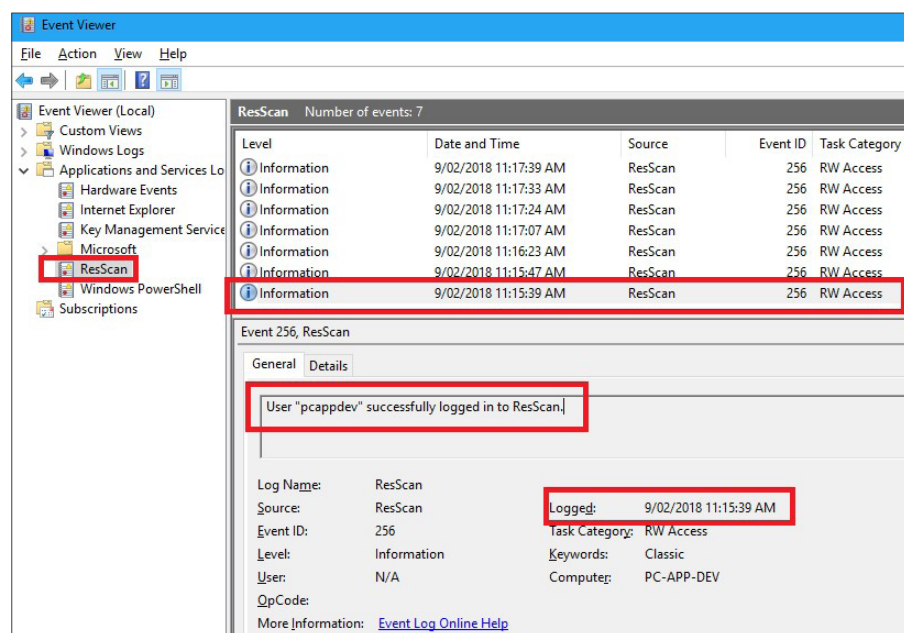 Event Viewer
File Action View Help
Event Viewer (Local)
Custom Views
Windows Logs
Applications and Services Lo
Hardware Events
Internet Explorer
Key Management Service
Microsoft
ResScan
Windows PowerShell
Subscriptions
ResScan Number of events: 7
Level Date and Time Source Event ID Task Category
Information 9/02/2018 11:17:39 AM ResScan 256 RW Access
Information 9/02/2018 11:17:33 AM ResScan 256 RW Access
Information 9/02/2018 11:17:24 AM ResScan 256 RW Access
Information 9/02/2018 11:17:07 AM ResScan 256 RW Access
Information 9/02/2018 11:16:23 AM ResScan 256 RW Access
Information 9/02/2018 11:15:47 AM ResScan 256 RW Access
Information 9/02/2018 11:15:39 AM ResScan 256 RW Access
Event 256, ResScan
General Details
User "pcappdev" successfully logged in to ResScan.
Log Name: ResScan
Source: ResScan Logged: 9/02/2018 11:15:39 AM
Event ID: 256 Task Category: RW Access
Level: Information Keywords: Classic
User: N/A Computer: PC-APP-DEV
OpCode:
More Information: Event Log Online Help